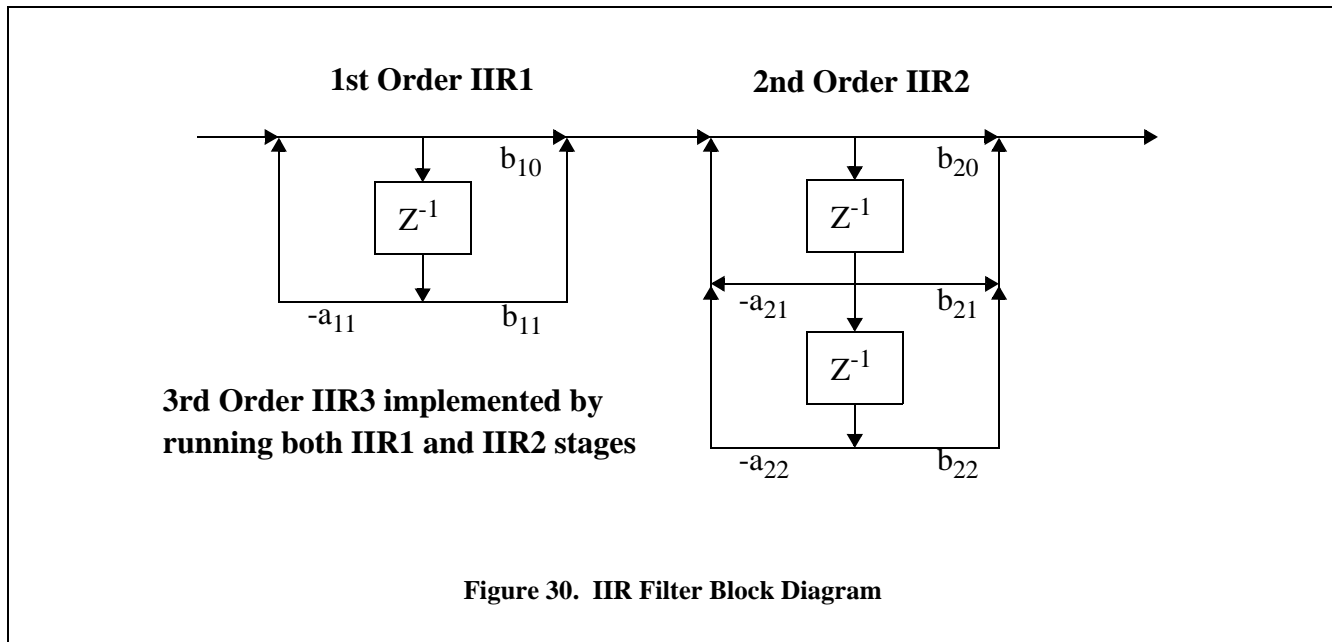 1st Order IIR1
2nd Order IIR2
b10
b20
Z-1
Z-1
-a11
b11
-a21
b21
Z-1
3rd Order IIR3 implemented by
running both IIR1 and IIR2 stages
-a22
b22
Figure 30. IIR Filter Block Diagram